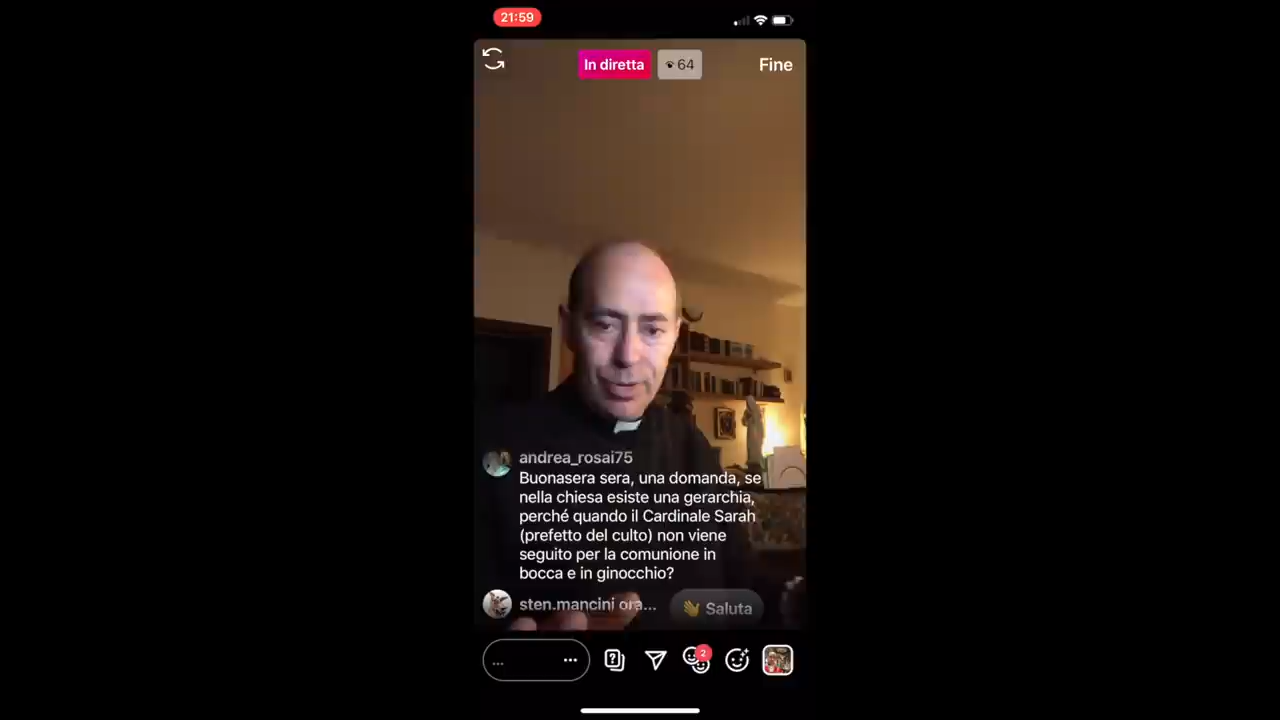 21:59
In diretta
64
Fine
andrea_rosai75
Buonasera sera, una domanda, se
nella chiesa esiste una gerarchia,
perché quando il Cardinale Sarah
(prefetto del culto) non viene
seguito per la comunione in
bocca e in ginocchio?
sten.mancini ora...
👋 Saluta
...
2